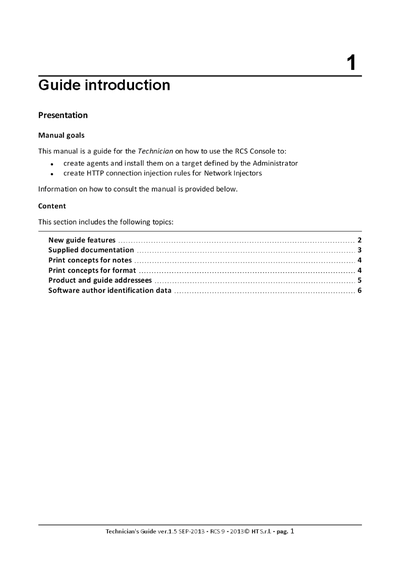 1
Guide introduction
Presentation
Manual goals
This manual is a guide for the Technician on how to use the RCS Console to:
• create agents and install them on a target defined by the Administrator
• create HTTP connection injection rules for Network Injectors
Information on how to consult the manual is provided below.
Content
This section includes the following topics:
New guide features 2
Supplied documentation 3
Print concepts for notes 4
Print concepts for format 4
Product and guide addressees 5
Software author identification data 6
Technician's Guide ver.1.5 SEP-2013 - RCS 9 - 2013© HT S.r.l. - pag. 1